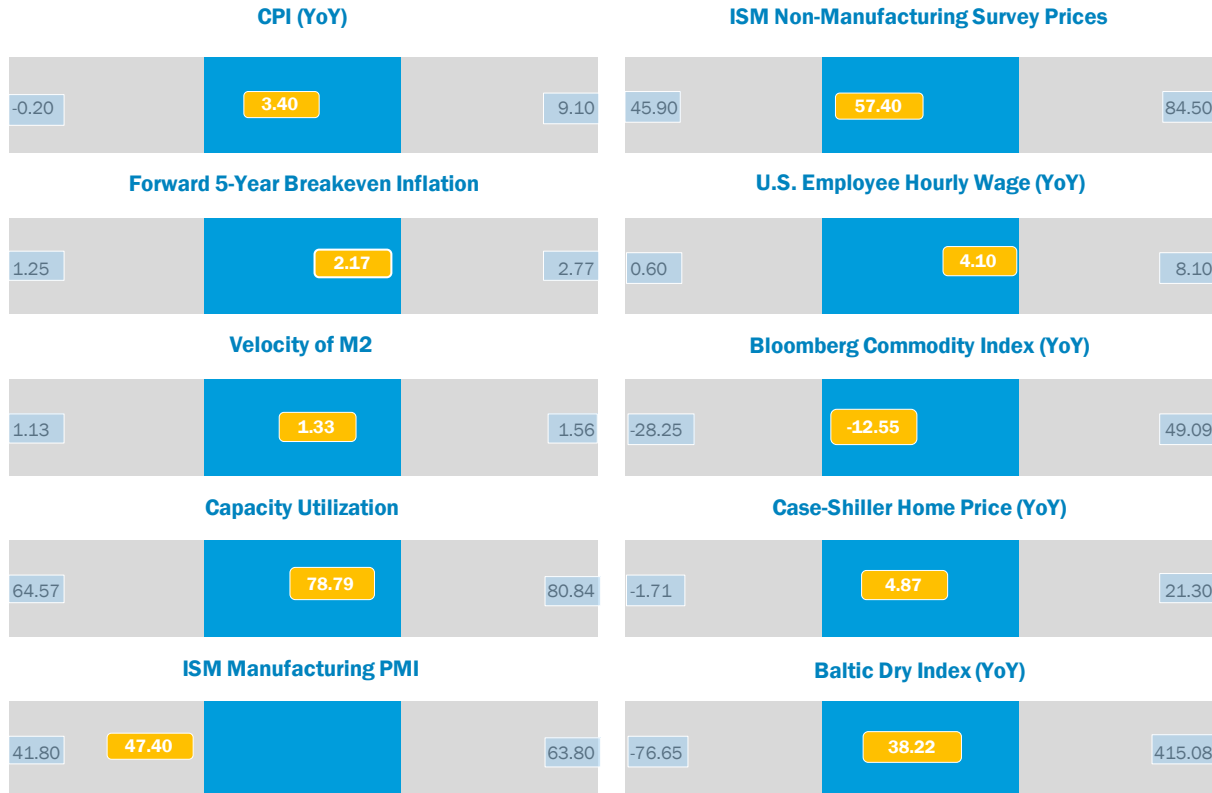 CPI (YoY)
-0.20 3.40 9.10
ISM Non-Manufacturing Survey Prices
45.90 57.40 84.50
Forward 5-Year Breakeven Inflation
1.25 2.17 2.77
U.S. Employee Hourly Wage (YoY)
0.60 4.10 8.10
Velocity of M2
1.13 1.33 1.56
Bloomberg Commodity Index (YoY)
-28.25 -12.55 49.09
Capacity Utilization
64.57 78.79 80.84
Case-Shiller Home Price (YoY)
-1.71 4.87 21.30
ISM Manufacturing PMI
41.80 47.40 63.80
Baltic Dry Index (YoY)
-76.65 38.22 415.08